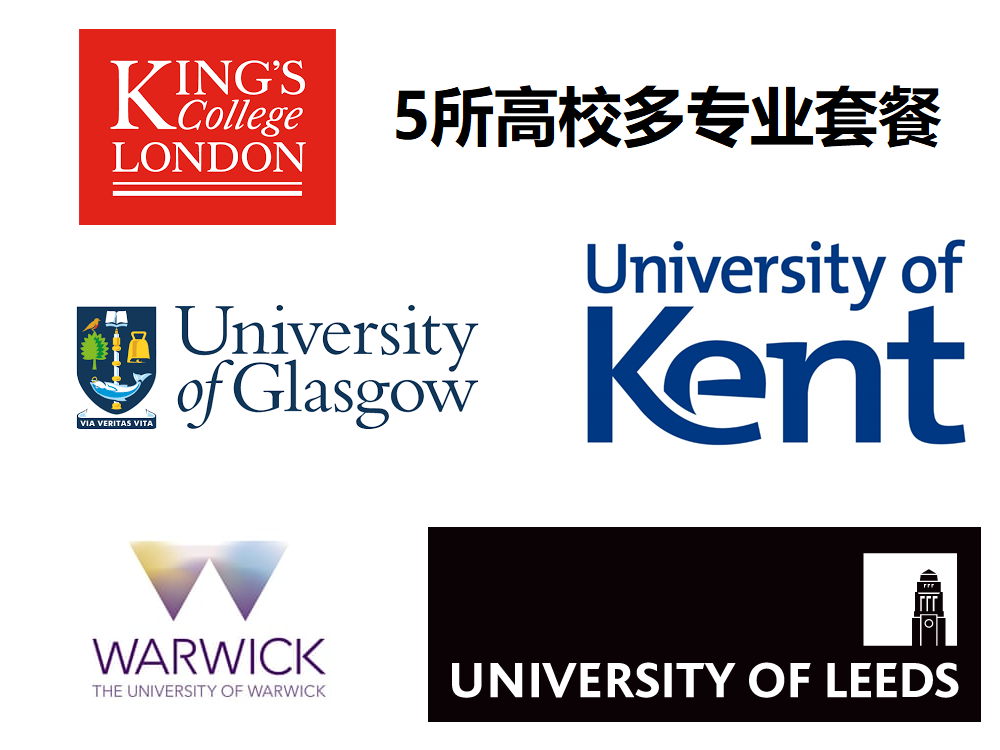 KING'S
College
LONDON
5所高校多专业套餐
University of
Kent
University
of Glasgow
VIA VERITAS VITA
WARWICK
THE UNIVERSITY OF WARWICK
UNIVERSITY OF LEEDS